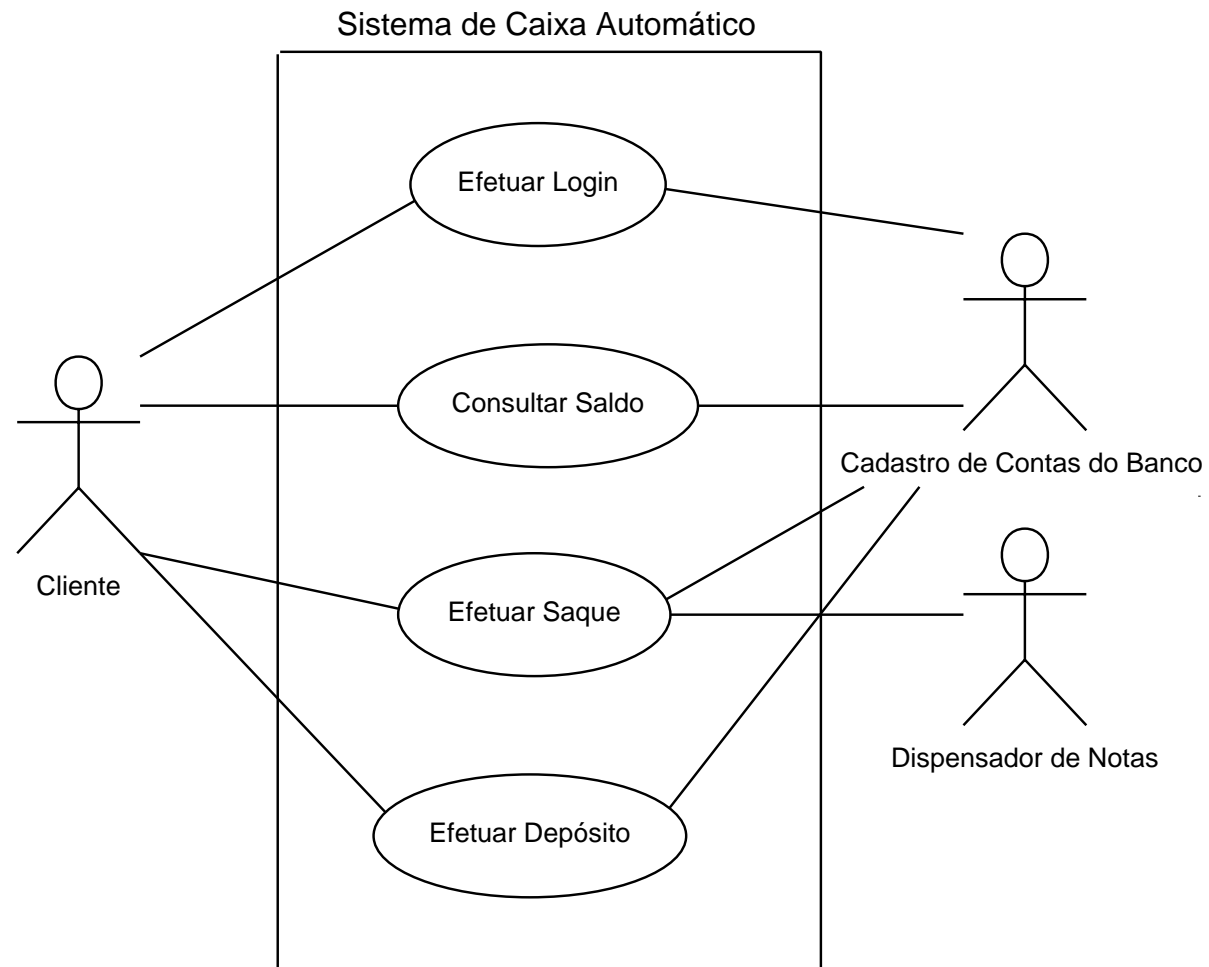 Sistema de Caixa Automático
Efetuar Login
Consultar Saldo
Cadastro de Contas do Banco
Cliente
Efetuar Saque
Dispensador de Notas
Efetuar Depósito